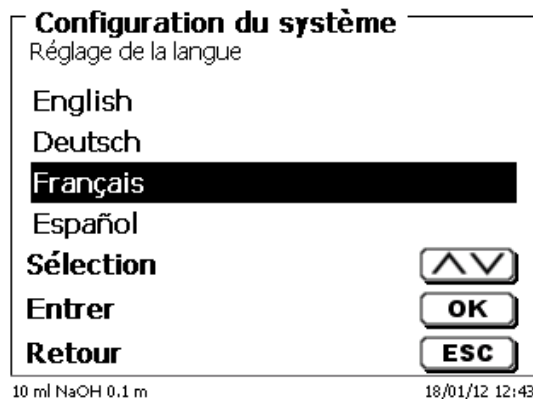 Configuration du système
Réglage de la langue
English
Deutsch
Français
Español
Sélection
Entrer OK
Retour ESC
10 ml NaOH 0.1 m 18/01/12 12:43